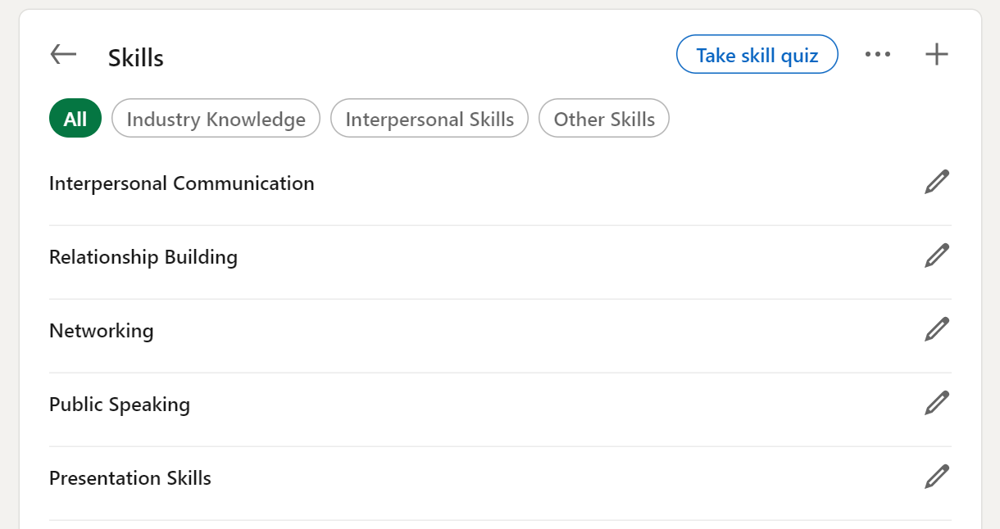 Skills
Take skill quiz
All
Industry Knowledge
Interpersonal Skills
Other Skills
Interpersonal Communication
Relationship Building
Networking
Public Speaking
Presentation Skills